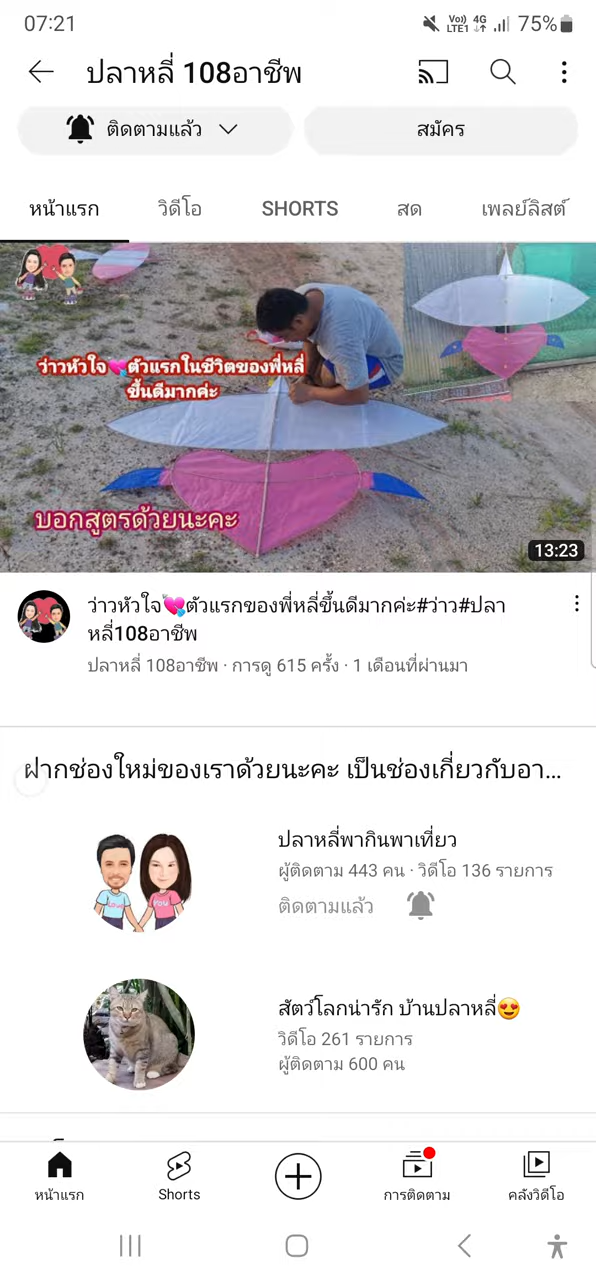 07:21
Vo)) 4G
LTE1
75%
ปลาหลี่ 108อาชีพ
ติดตามแล้ว
สมัคร
หน้าแรก
วิดีโอ
SHORTS
สด
เพลย์ลิสต์
ว่าวหัวใจ💘ตัวแรกในชีวิตของพี่หลี่
ขึ้นดีมากค่ะ
บอกสูตรด้วยนะคะ
13:23
ว่าวหัวใจ💘ตัวแรกของพี่หลี่ขึ้นดีมากค่ะ#ว่าว#ปลา
หลี่108อาชีพ
ปลาหลี่ 108อาชีพ · การดู 615 ครั้ง · 1 เดือนที่ผ่านมา
ฝากช่องใหม่ของเราด้วยนะคะ เป็นช่องเกี่ยวกับอา...
ปลาหลี่พากินพาเที่ยว
ผู้ติดตาม 443 คน · วิดีโอ 136 รายการ
ติดตามแล้ว
สัตว์โลกน่ารัก บ้านปลาหลี่😍
วิดีโอ 261 รายการ
ผู้ติดตาม 600 คน
หน้าแรก
Shorts
การติดตาม
คลังวิดีโอ